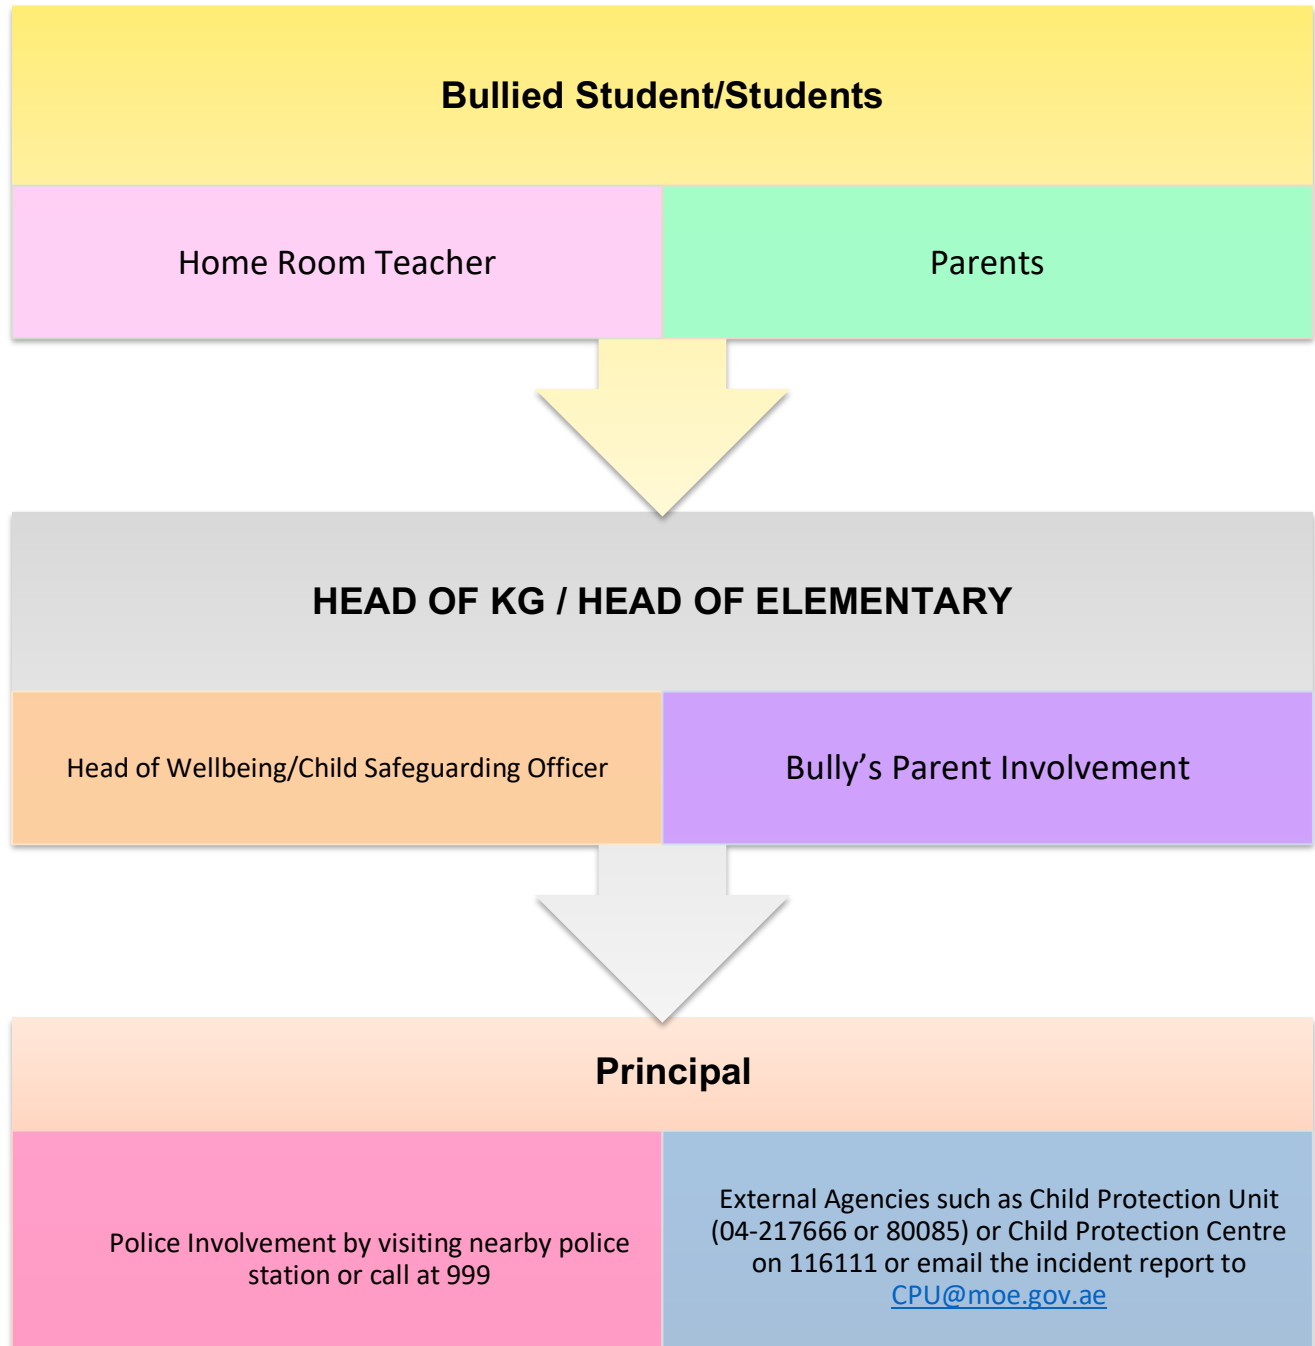 Bullied Student/Students
Home Room Teacher
Parents
HEAD OF KG / HEAD OF ELEMENTARY
Head of Wellbeing/Child Safeguarding Officer
Bully’s Parent Involvement
Principal
Police Involvement by visiting nearby police
station or call at 999
External Agencies such as Child Protection Unit
(04-217666 or 80085) or Child Protection Centre
on 116111 or email the incident report to
CPU@moe.gov.ae